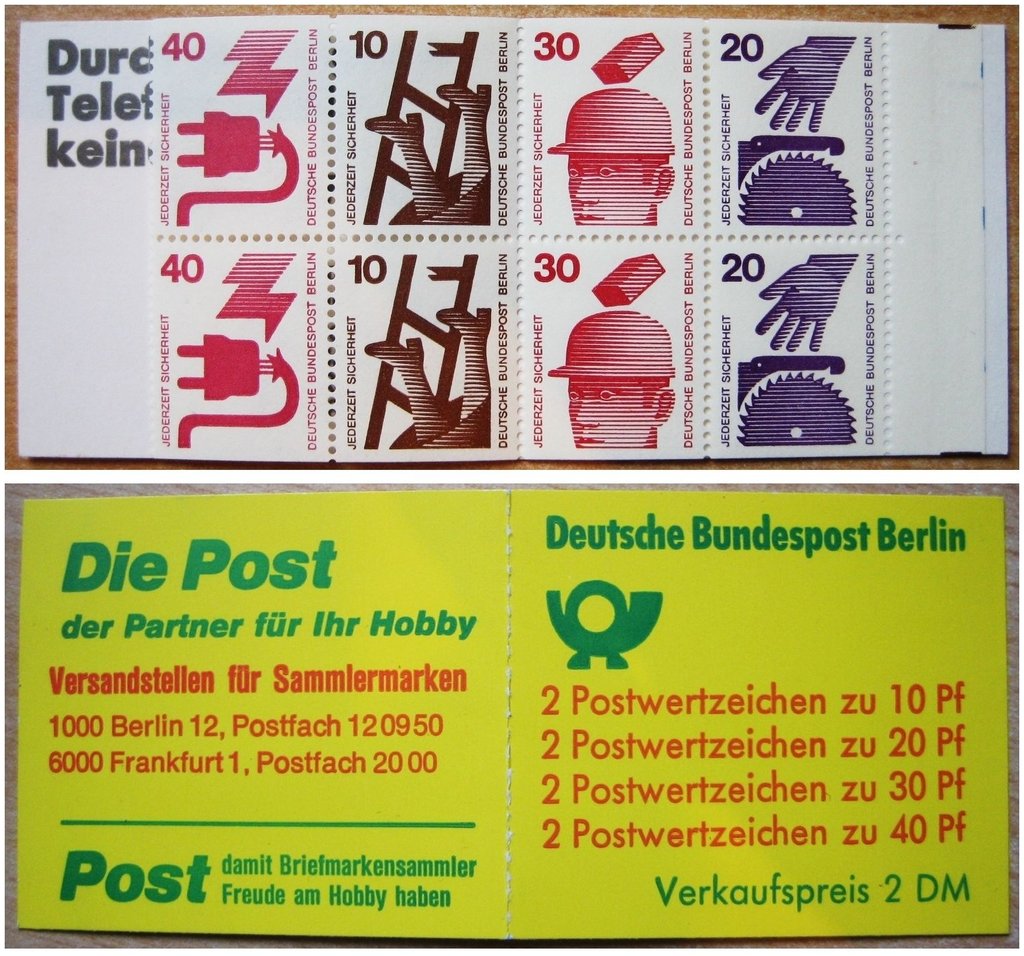 Durc
Telef
kein
40
JEDERZEIT SICHERHEIT
DEUTSCHE BUNDESPOST BERLIN
10
JEDERZEIT SICHERHEIT
DEUTSCHE BUNDESPOST BERLIN
30
JEDERZEIT SICHERHEIT
DEUTSCHE BUNDESPOST BERLIN
20
JEDERZEIT SICHERHEIT
DEUTSCHE BUNDESPOST BERLIN
40
JEDERZEIT SICHERHEIT
DEUTSCHE BUNDESPOST BERLIN
10
JEDERZEIT SICHERHEIT
DEUTSCHE BUNDESPOST BERLIN
30
JEDERZEIT SICHERHEIT
DEUTSCHE BUNDESPOST BERLIN
20
JEDERZEIT SICHERHEIT
DEUTSCHE BUNDESPOST BERLIN
Die Post
der Partner für Ihr Hobby
Versandstellen für Sammlermarken
1000 Berlin 12, Postfach 120950
6000 Frankfurt 1, Postfach 20 00
Post damit Briefmarkensammler
Freude am Hobby haben
Deutsche Bundespost Berlin
2 Postwertzeichen zu 10 Pf
2 Postwertzeichen zu 20 Pf
2 Postwertzeichen zu 30 Pf
2 Postwertzeichen zu 40 Pf
Verkaufspreis 2 DM